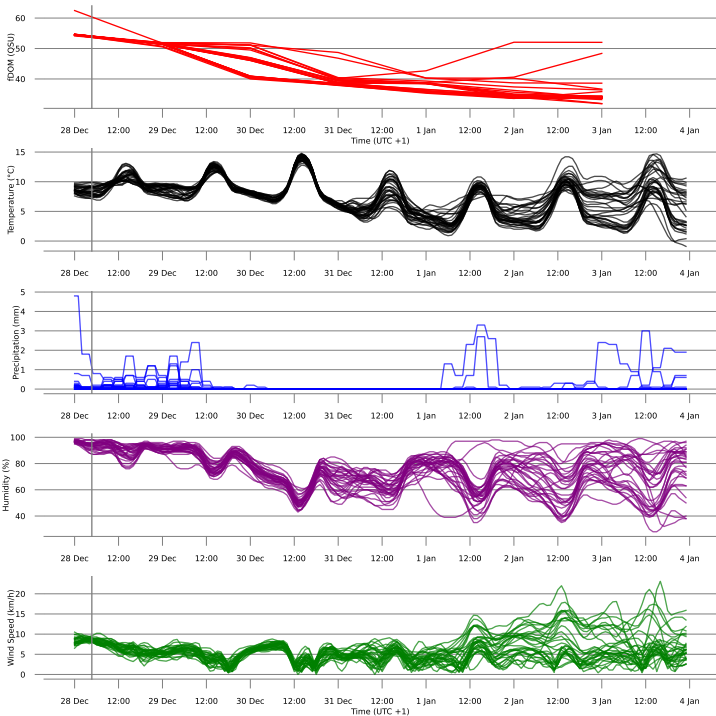 60
50
40
fDOM (QSU)
28 Dec 12:00 29 Dec 12:00 30 Dec 12:00 31 Dec 12:00 1 Jan 12:00 2 Jan 12:00 3 Jan 12:00 4 Jan
Time (UTC +1)
15
10
5
0
Temperature (°C)
28 Dec 12:00 29 Dec 12:00 30 Dec 12:00 31 Dec 12:00 1 Jan 12:00 2 Jan 12:00 3 Jan 12:00 4 Jan
5
4
3
2
1
0
Precipitation (mm)
28 Dec 12:00 29 Dec 12:00 30 Dec 12:00 31 Dec 12:00 1 Jan 12:00 2 Jan 12:00 3 Jan 12:00 4 Jan
100
80
60
40
Humidity (%)
28 Dec 12:00 29 Dec 12:00 30 Dec 12:00 31 Dec 12:00 1 Jan 12:00 2 Jan 12:00 3 Jan 12:00 4 Jan
20
15
10
5
0
Wind Speed (km/h)
28 Dec 12:00 29 Dec 12:00 30 Dec 12:00 31 Dec 12:00 1 Jan 12:00 2 Jan 12:00 3 Jan 12:00 4 Jan
Time (UTC +1)